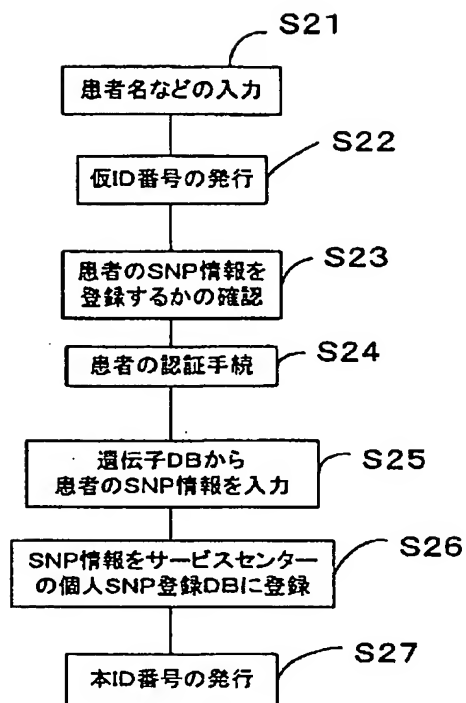 S21
患者名などの入力
S22
仮ID番号の発行
S23
患者のSNP情報を
登録するかの確認
S24
患者の認証手続
S25
遺伝子DBから
患者のSNP情報を入力
S26
SNP情報をサービスセンター
の個人SNP登録DBに登録
S27
本ID番号の発行